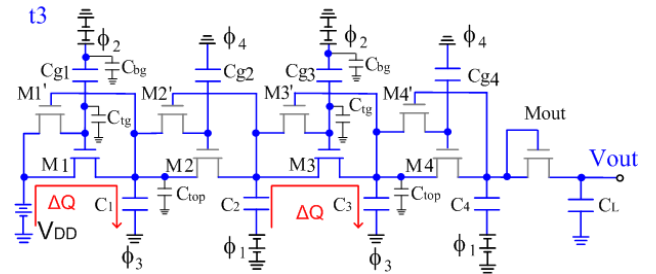 t3
ϕ2 ϕ4 ϕ2 ϕ4
Cbg Cbg
Cg1 Cg2 Cg3 Cg4
M1' M2' M3' M4' Mout
Ctg Ctg
M1 M2 M3 M4 Vout
ΔQ C1 Ctop C2 ΔQ C3 Ctop C4 CL
VDD
ϕ3 ϕ1 ϕ3 ϕ1